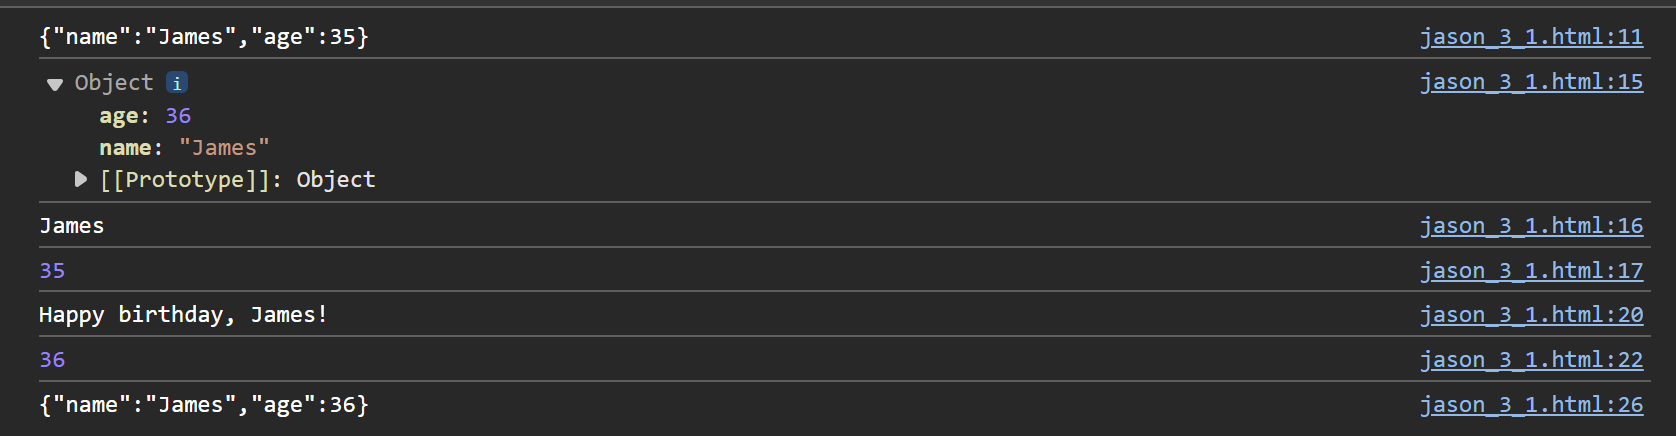 {"name":"James","age":35} jason_3_1.html:11
Object i jason_3_1.html:15
age: 36
name: "James"
[[Prototype]]: Object
James jason_3_1.html:16
35 jason_3_1.html:17
Happy birthday, James! jason_3_1.html:20
36 jason_3_1.html:22
{"name":"James","age":36} jason_3_1.html:26